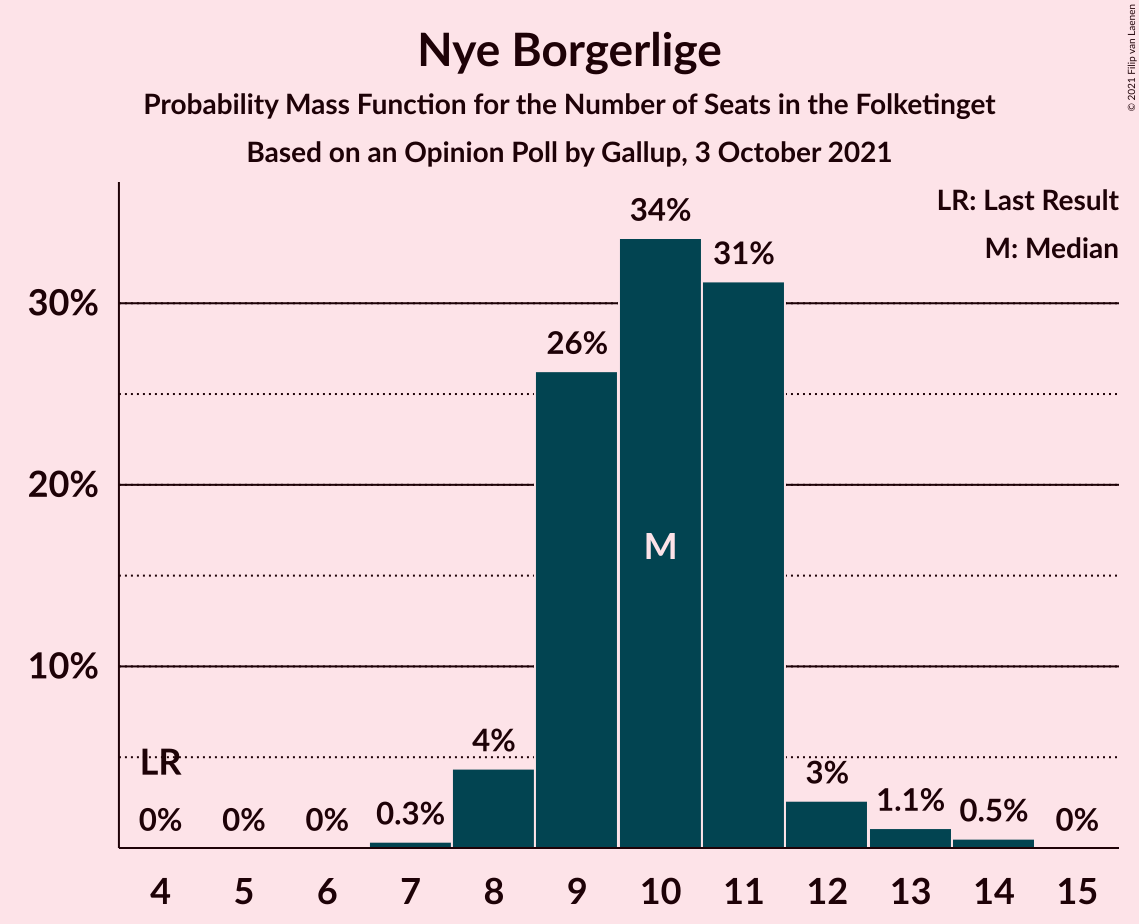 Nye Borgerlige
Probability Mass Function for the Number of Seats in the Folketinget
Based on an Opinion Poll by Gallup, 3 October 2021
© 2021 Filip van Laenen
LR: Last Result
M: Median
30%
20%
10%
LR
0%
0%
0%
0.3%
4%
26%
34%
31%
3%
1.1%
0.5%
0%
M
4 5 6 7 8 9 10 11 12 13 14 15